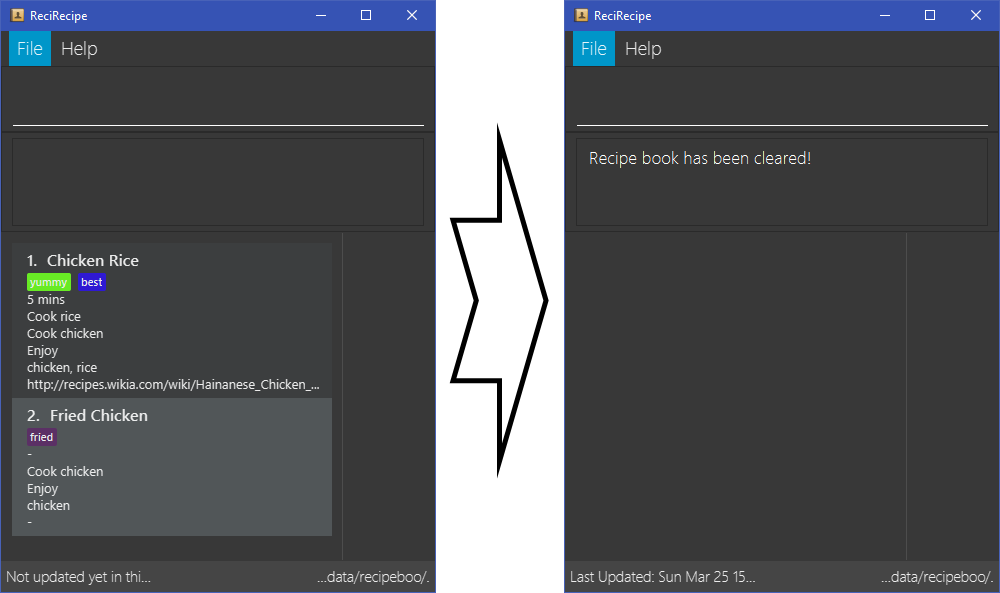 ReciRecipe
File Help
1. Chicken Rice
yummy best
5 mins
Cook rice
Cook chicken
Enjoy
chicken, rice
http://recipes.wikia.com/wiki/Hainanese_Chicken_...
2. Fried Chicken
fried
-
Cook chicken
Enjoy
chicken
-
Not updated yet in thi... ...data/recipeboo/.
ReciRecipe
File Help
Recipe book has been cleared!
Last Updated: Sun Mar 25 15... ...data/recipeboo/.